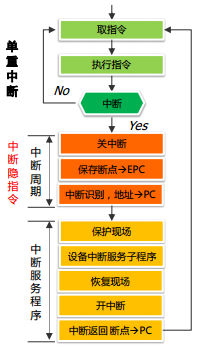 单重中断
取指令
执行指令
中断
No
Yes
中断隐指令
中断周期
关中断
保存断点→EPC
中断识别，地址→PC
中断服务程序
保护现场
设备中断服务子程序
恢复现场
开中断
中断返回 断点→PC